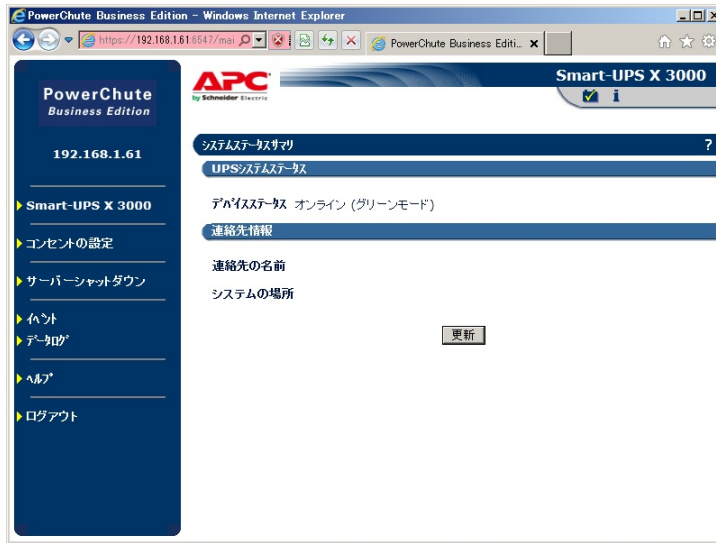 PowerChute Business Edition - Windows Internet Explorer
https://192.168.1.61:6547/mai
PowerChute Business Editi...
PowerChute
Business Edition
192.168.1.61
Smart-UPS X 3000
コンセントの設定
サーバーシャットダウン
イベント
データログ
ヘルプ
ログアウト
APC
by Schneider Electric
Smart-UPS X 3000
i
システムステータスサマリ ?
UPSシステムステータス
デバイスステータス オンライン (グリーンモード)
連絡先情報
連絡先の名前
システムの場所
更新